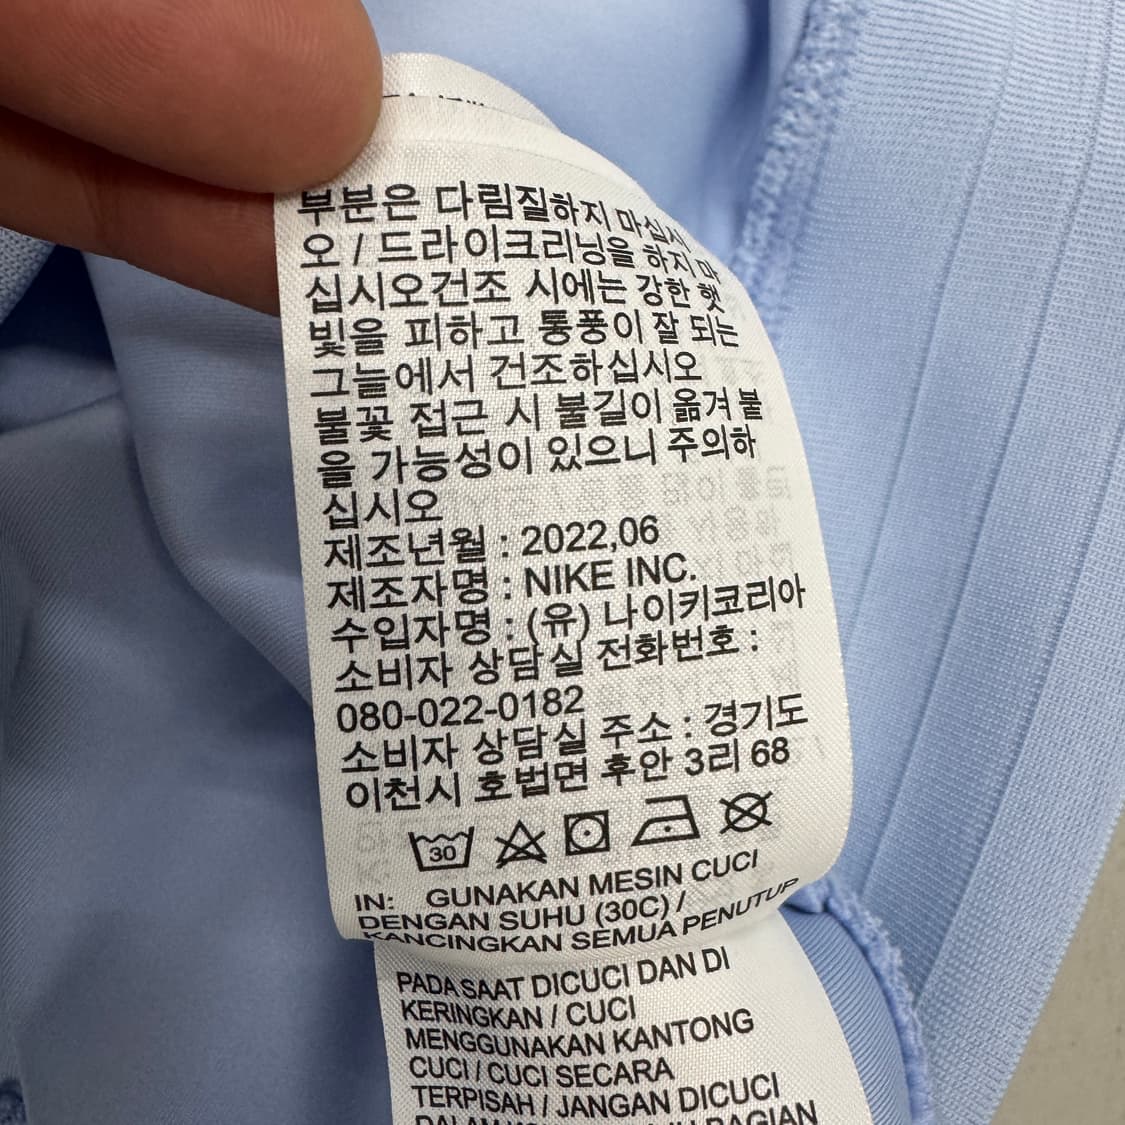 부분은 다림질하지 마십시
오 / 드라이크리닝을 하지 마
십시오건조 시에는 강한 햇
빛을 피하고 통풍이 잘 되는
그늘에서 건조하십시오
불꽃 접근 시 불길이 옮겨 붙
을 가능성이 있으니 주의하
십시오
제조년월 : 2022,06
제조자명 : NIKE INC.
수입자명 : (유) 나이키코리아
소비자 상담실 전화번호 :
080-022-0182
소비자 상담실 주소 : 경기도
이천시 호법면 후안 3리 68
30
IN: GUNAKAN MESIN CUCI
DENGAN SUHU (30C) /
KANCINGKAN SEMUA PENUTUP
PADA SAAT DICUCI DAN DI
KERINGKAN / CUCI
MENGGUNAKAN KANTONG
CUCI / CUCI SECARA
TERPISAH / JANGAN DICUCI
BAGIAN